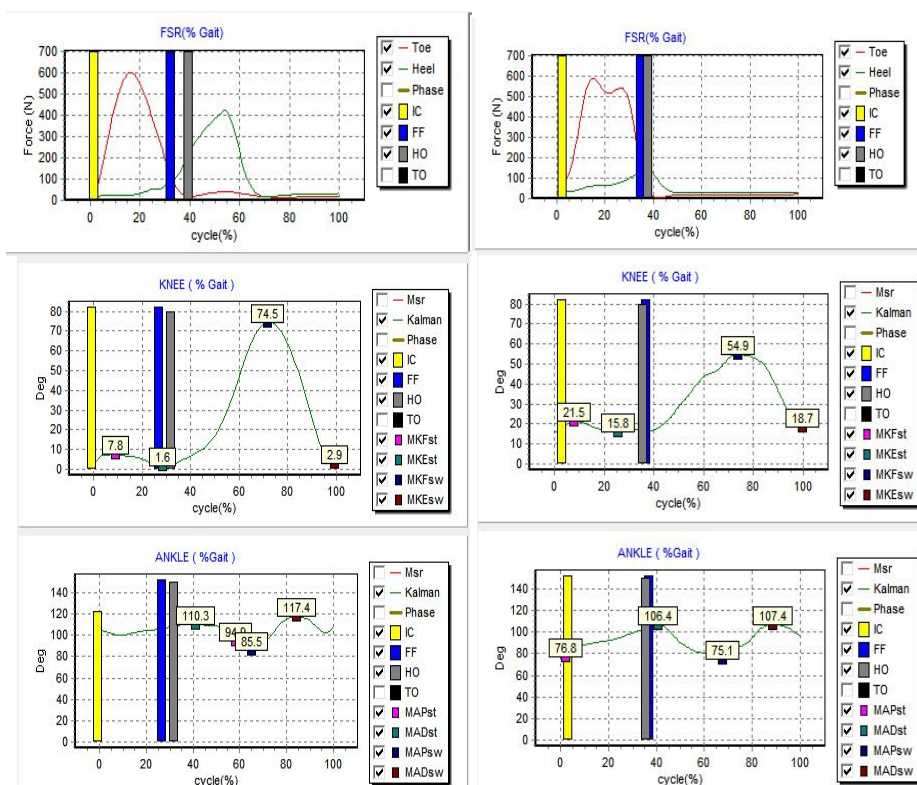 FSR(% Gait)
Force (N)
700
600
500
400
300
200
100
0
0 20 40 60 80 100
cycle(%)
Toe
Heel
Phase
IC
FF
HO
TO
FSR(% Gait)
Force (N)
700
600
500
400
300
200
100
0
0 20 40 60 80 100
cycle(%)
Toe
Heel
Phase
IC
FF
HO
TO
KNEE ( % Gait )
Deg
80
70
60
50
40
30
20
10
0
7.8
1.6
74.5
2.9
0 20 40 60 80 100
cycle(%)
Msr
Kalman
Phase
IC
FF
HO
TO
MKFst
MKEst
MKFsw
MKEsw
KNEE ( % Gait )
Deg
80
70
60
50
40
30
20
10
0
21.5
15.8
54.9
18.7
0 20 40 60 80 100
cycle(%)
Msr
Kalman
Phase
IC
FF
HO
TO
MKFst
MKEst
MKFsw
MKEsw
ANKLE ( %Gait )
Deg
140
120
100
80
60
40
20
0
110.3
85.5
117.4
0 20 40 60 80 100
cycle(%)
Msr
Kalman
Phase
IC
FF
HO
TO
MAPst
MADst
MAPsw
MADsw
ANKLE ( %Gait )
Deg
140
120
100
80
60
40
20
0
76.8
106.4
75.1
107.4
0 20 40 60 80 100
cycle(%)
Msr
Kalman
Phase
IC
FF
HO
TO
MAPst
MADst
MAPsw
MADsw